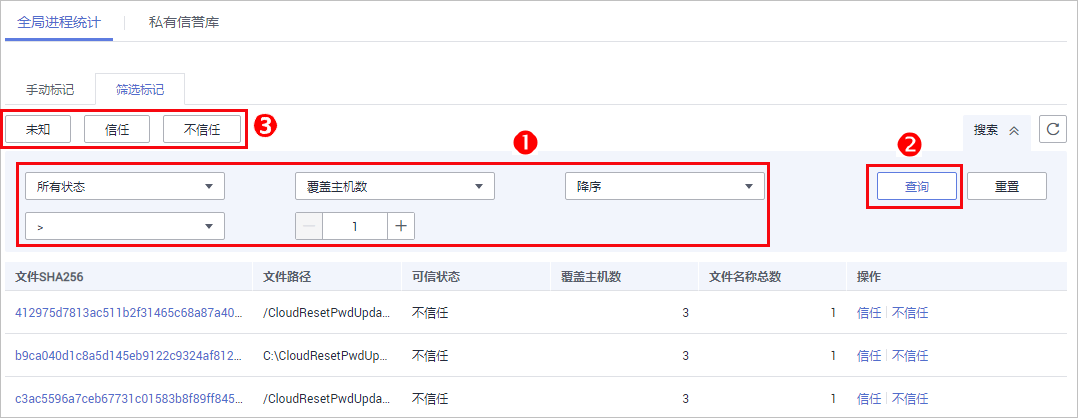 全局进程统计 私有信誉库
手动标记 筛选标记
未知 信任 不信任 3 搜索
1 2
所有状态 覆盖主机数 降序 查询 重置
> — 1 +
文件SHA256 文件路径 可信状态 覆盖主机数 文件名称总数 操作
412975d7813ac511b2f31465c68a87a40... /CloudResetPwdUpda... 不信任 3 1 信任 不信任
b9ca040d1c8a5d145eb9122c9324af812... C:\CloudResetPwdUp... 不信任 3 1 信任 不信任
c3ac5596a7ceb67731c01583b8f89ff845... /CloudResetPwdUpda... 不信任 3 1 信任 不信任